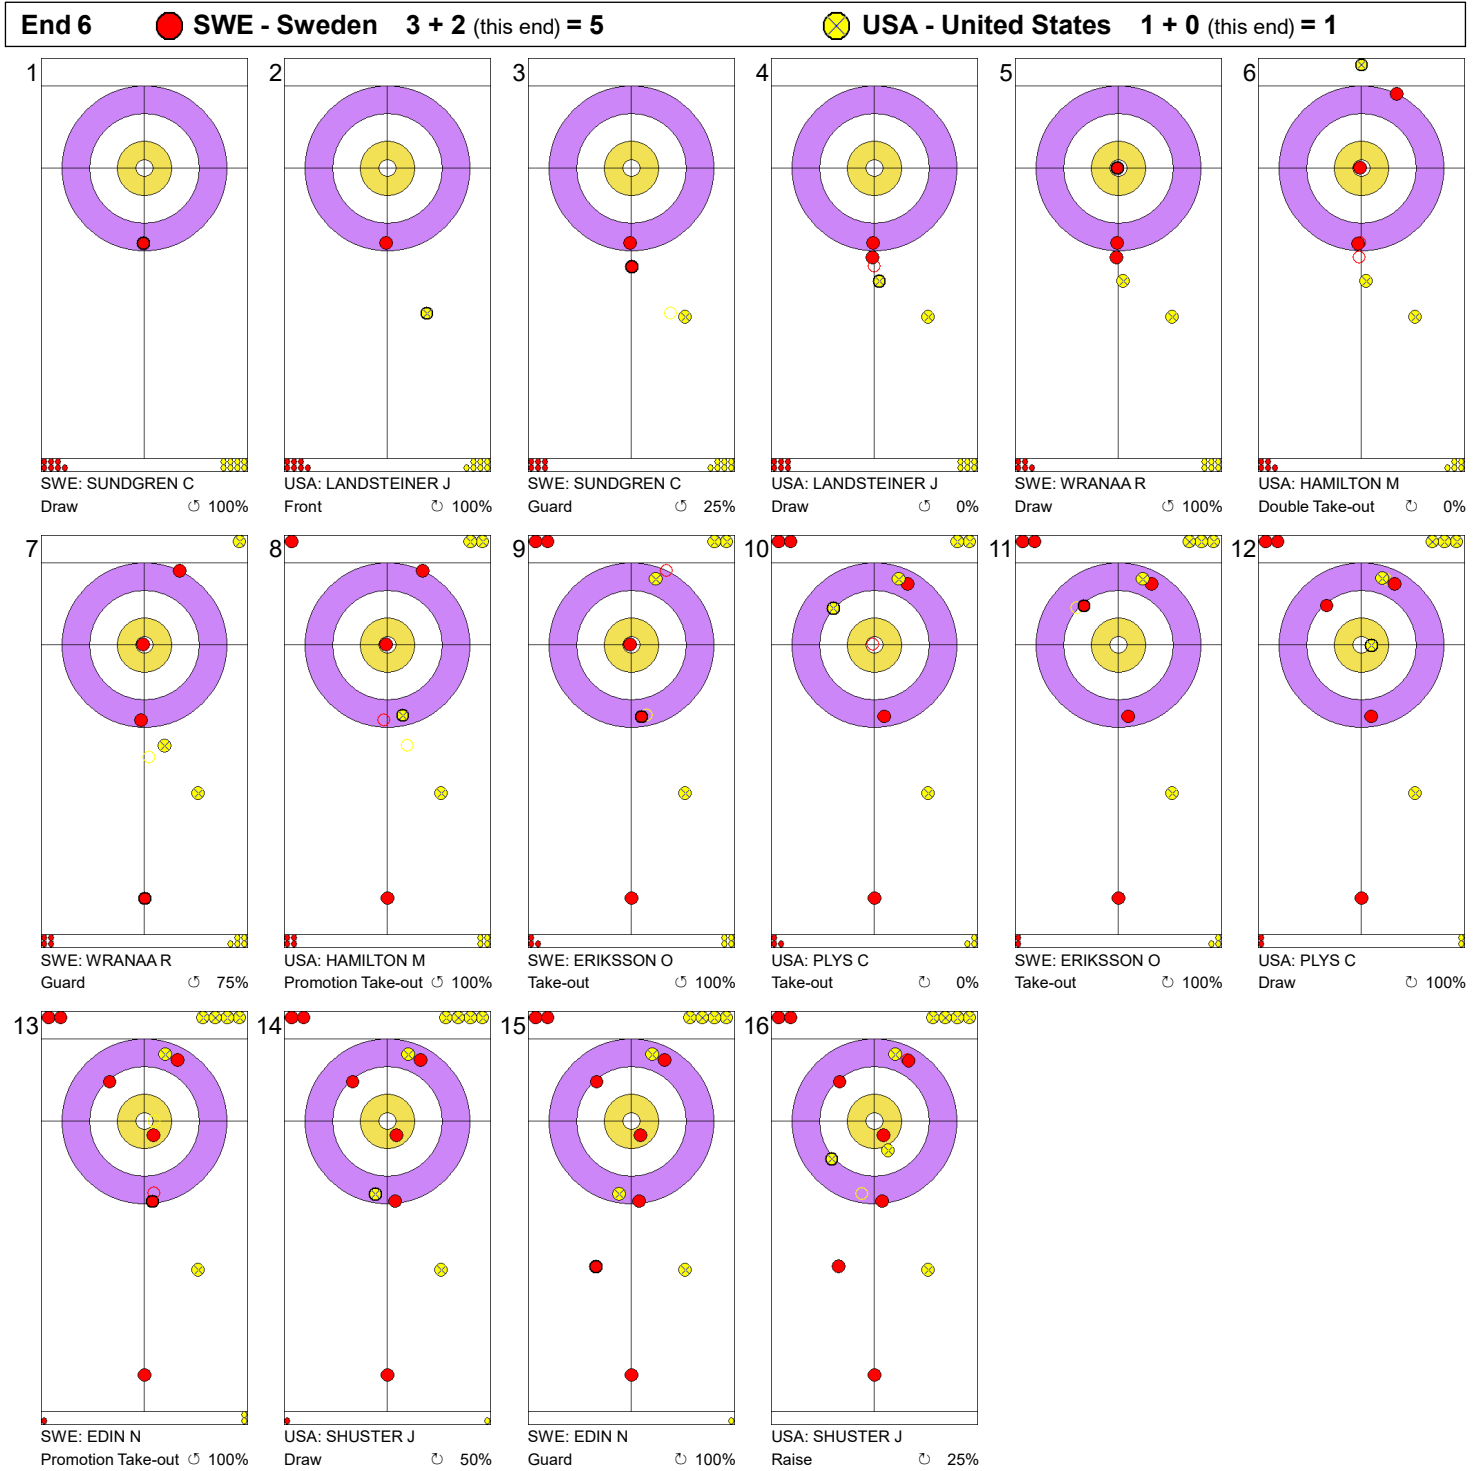 End 6 SWE - Sweden 3 + 2 (this end) = 5 USA - United States 1 + 0 (this end) = 1
1 2 3 4 5 6
SWE: SUNDGREN C USA: LANDSTEINER J SWE: SUNDGREN C USA: LANDSTEINER J SWE: WRANAA R USA: HAMILTON M
Draw ↺ 100% Front ↻ 100% Guard ↺ 25% Draw ↺ 0% Draw ↺ 100% Double Take-out ↻ 0%
7 8 9 10 11 12
SWE: WRANAA R USA: HAMILTON M SWE: ERIKSSON O USA: PLYS C SWE: ERIKSSON O USA: PLYS C
Guard ↺ 75% Promotion Take-out ↺ 100% Take-out ↺ 100% Take-out ↻ 0% Take-out ↺ 100% Draw ↻ 100%
13 14 15 16
SWE: EDIN N USA: SHUSTER J SWE: EDIN N USA: SHUSTER J
Promotion Take-out ↺ 100% Draw ↻ 50% Guard ↺ 100% Raise ↻ 25%